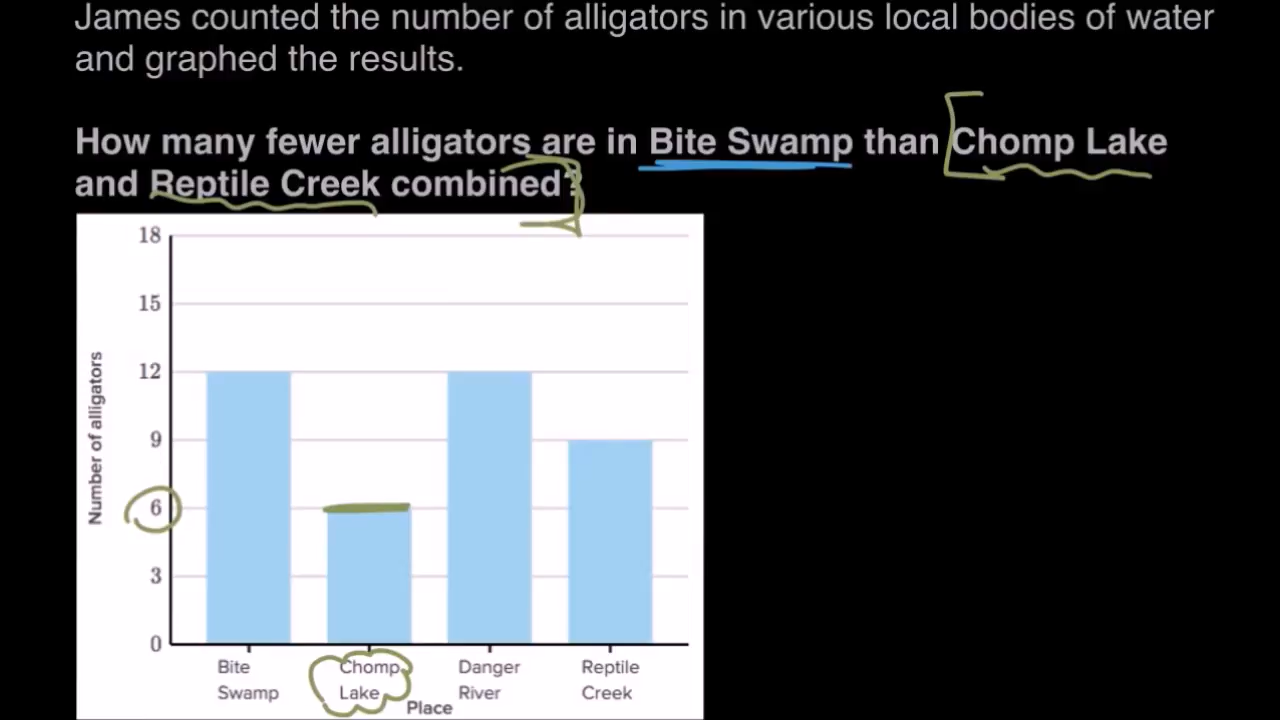 James counted the number of alligators in various local bodies of water
and graphed the results.
How many fewer alligators are in Bite Swamp than Chomp Lake
and Reptile Creek combined?
18
15
12
9
6
3
0
Number of alligators
Bite
Swamp
Chomp
Lake
Danger
River
Reptile
Creek
Place